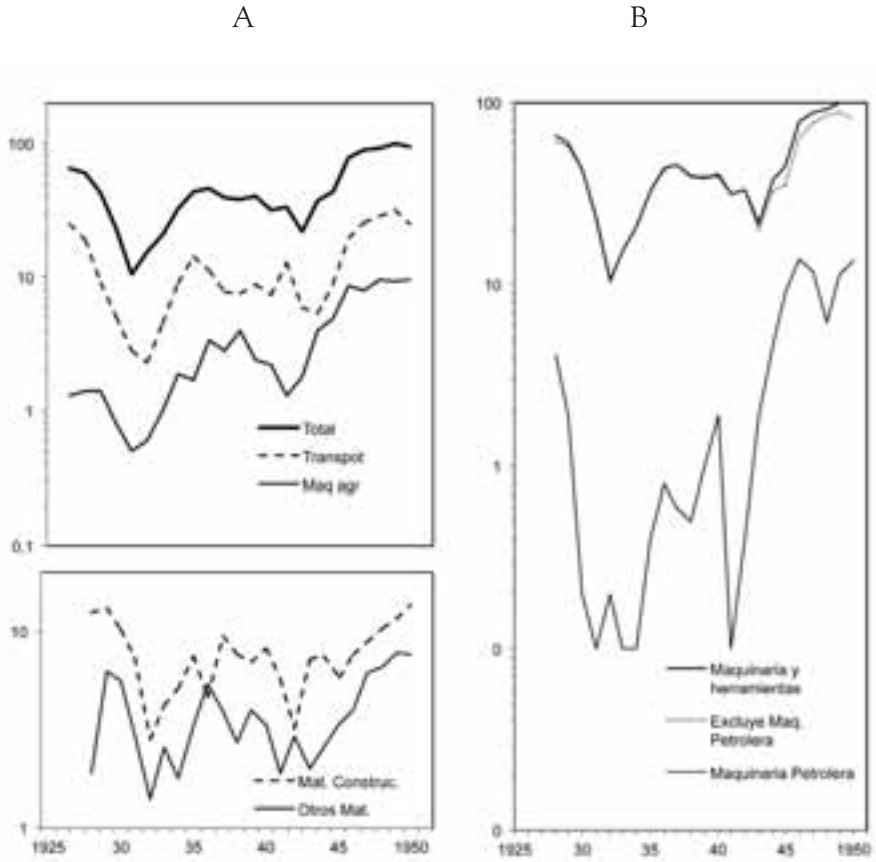 A
B
100
10
1
0,1
Total
Transpot
Maq agr
10
1
Mat. Construc.
Otros Mat.
1925 30 35 40 45 1950
100
10
1
0
0
Maquinaria y
herramientas
Excluye Maq.
Petrolera
Maquinaria Petrolera
1925 30 35 40 45 1950